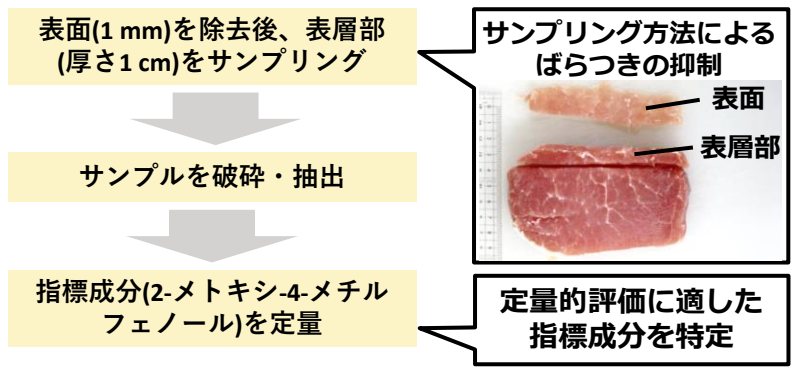 表面(1 mm)を除去後、表層部
(厚さ1 cm)をサンプリング
サンプルを破砕・抽出
指標成分(2-メトキシ-4-メチル
フェノール)を定量
サンプリング方法による
ばらつきの抑制
表面
表層部
定量的評価に適した
指標成分を特定